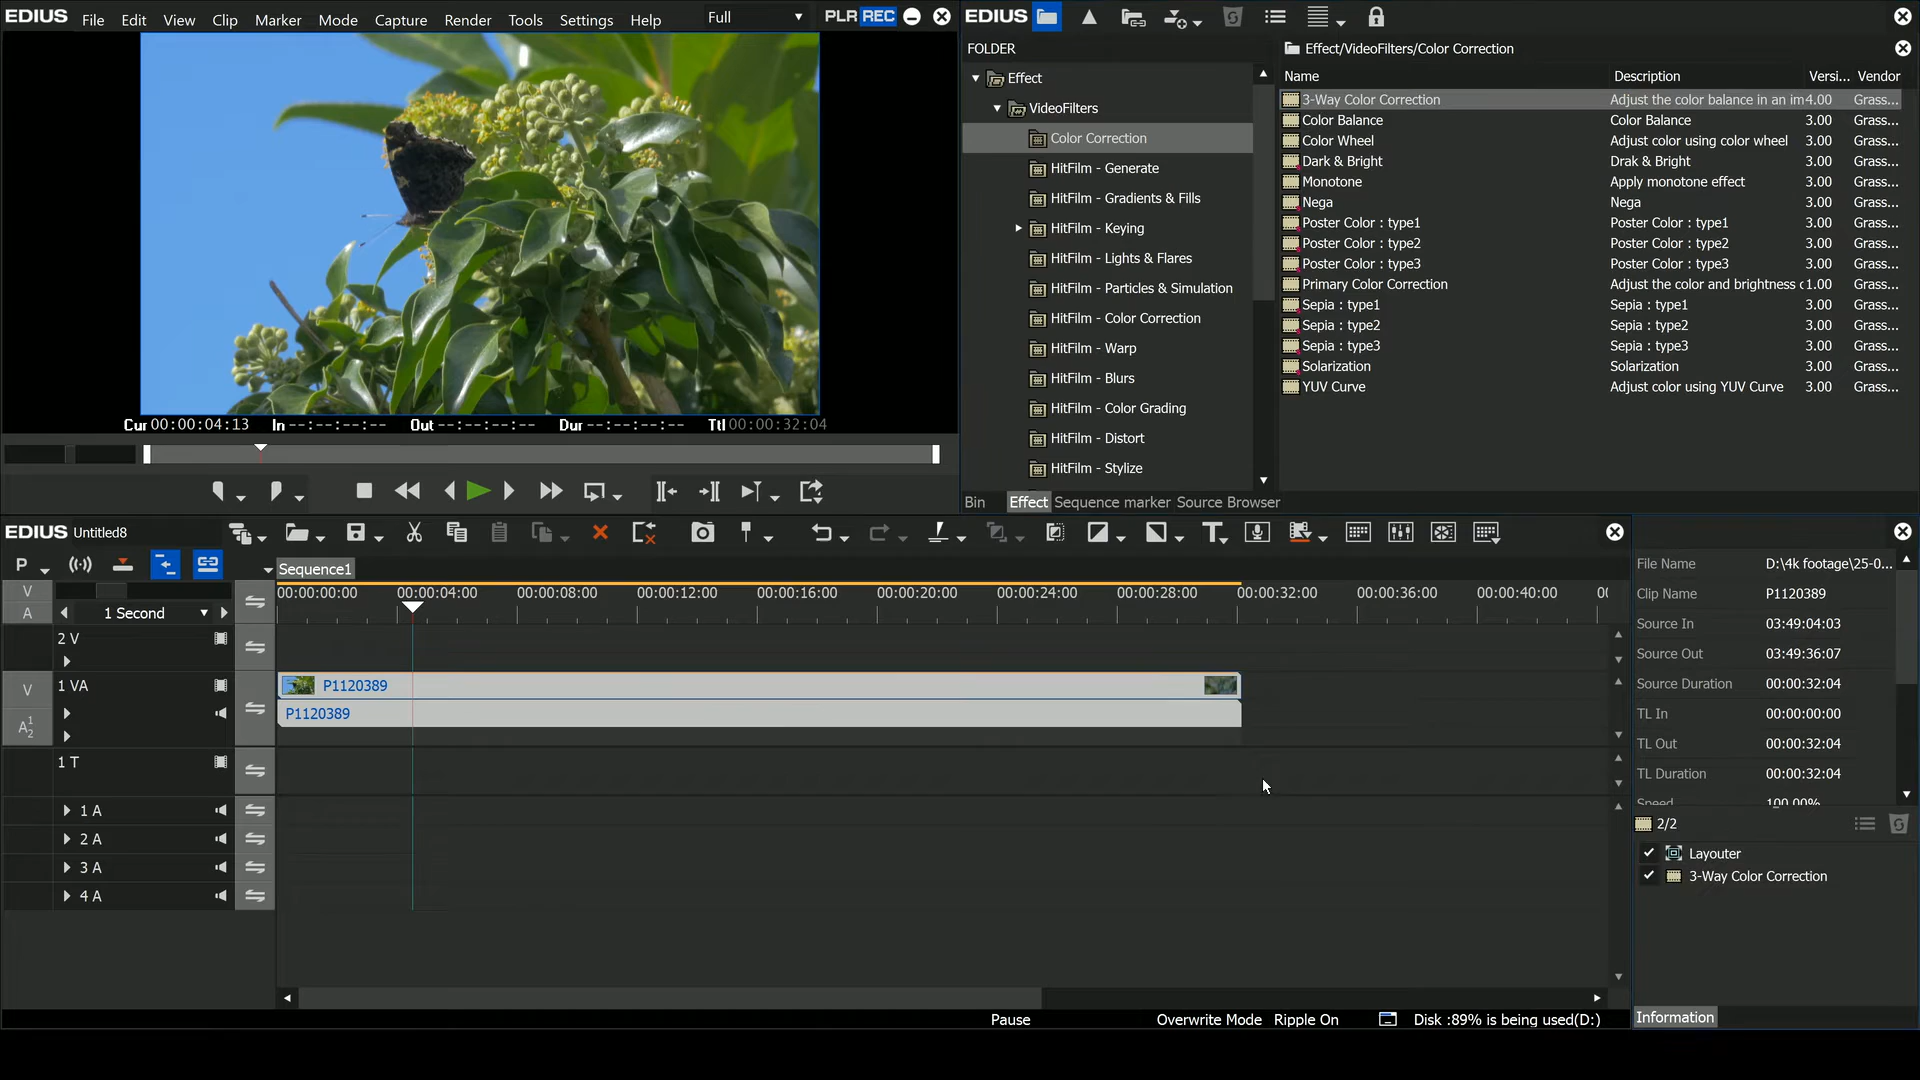 EDIUS File Edit View Clip Marker Mode Capture Render Tools Settings Help Full PLR REC
Cur 00:00:04:13 In --:--:--:-- Out --:--:--:-- Dur --:--:--:-- Ttl 00:00:32:04
EDIUS
FOLDER
Effect
VideoFilters
Color Correction
HitFilm - Generate
HitFilm - Gradients & Fills
HitFilm - Keying
HitFilm - Lights & Flares
HitFilm - Particles & Simulation
HitFilm - Color Correction
HitFilm - Warp
HitFilm - Blurs
HitFilm - Color Grading
HitFilm - Distort
HitFilm - Stylize
Effect/VideoFilters/Color Correction
Name Description Versi... Vendor
3-Way Color Correction Adjust the color balance in an im 4.00 Grass...
Color Balance Color Balance 3.00 Grass...
Color Wheel Adjust color using color wheel 3.00 Grass...
Dark & Bright Drak & Bright 3.00 Grass...
Monotone Apply monotone effect 3.00 Grass...
Nega Nega 3.00 Grass...
Poster Color : type1 Poster Color : type1 3.00 Grass...
Poster Color : type2 Poster Color : type2 3.00 Grass...
Poster Color : type3 Poster Color : type3 3.00 Grass...
Primary Color Correction Adjust the color and brightness c 1.00 Grass...
Sepia : type1 Sepia : type1 3.00 Grass...
Sepia : type2 Sepia : type2 3.00 Grass...
Sepia : type3 Sepia : type3 3.00 Grass...
Solarization Solarization 3.00 Grass...
YUV Curve Adjust color using YUV Curve 3.00 Grass...
Bin Effect Sequence marker Source Browser
EDIUS Untitled8
P
Sequence1
V
A 1 Second
00:00:00:00 00:00:04:00 00:00:08:00 00:00:12:00 00:00:16:00 00:00:20:00 00:00:24:00 00:00:28:00 00:00:32:00 00:00:36:00 00:00:40:00 00
2 V
V 1 VA P1120389
A 1 2 P1120389
1 T
1 A
2 A
3 A
4 A
Pause Overwrite Mode Ripple On Disk :89% is being used(D:)
File Name D:\4k footage\25-0...
Clip Name P1120389
Source In 03:49:04:03
Source Out 03:49:36:07
Source Duration 00:00:32:04
TL In 00:00:00:00
TL Out 00:00:32:04
TL Duration 00:00:32:04
Speed 100.00%
2/2
Layouter
3-Way Color Correction
Information